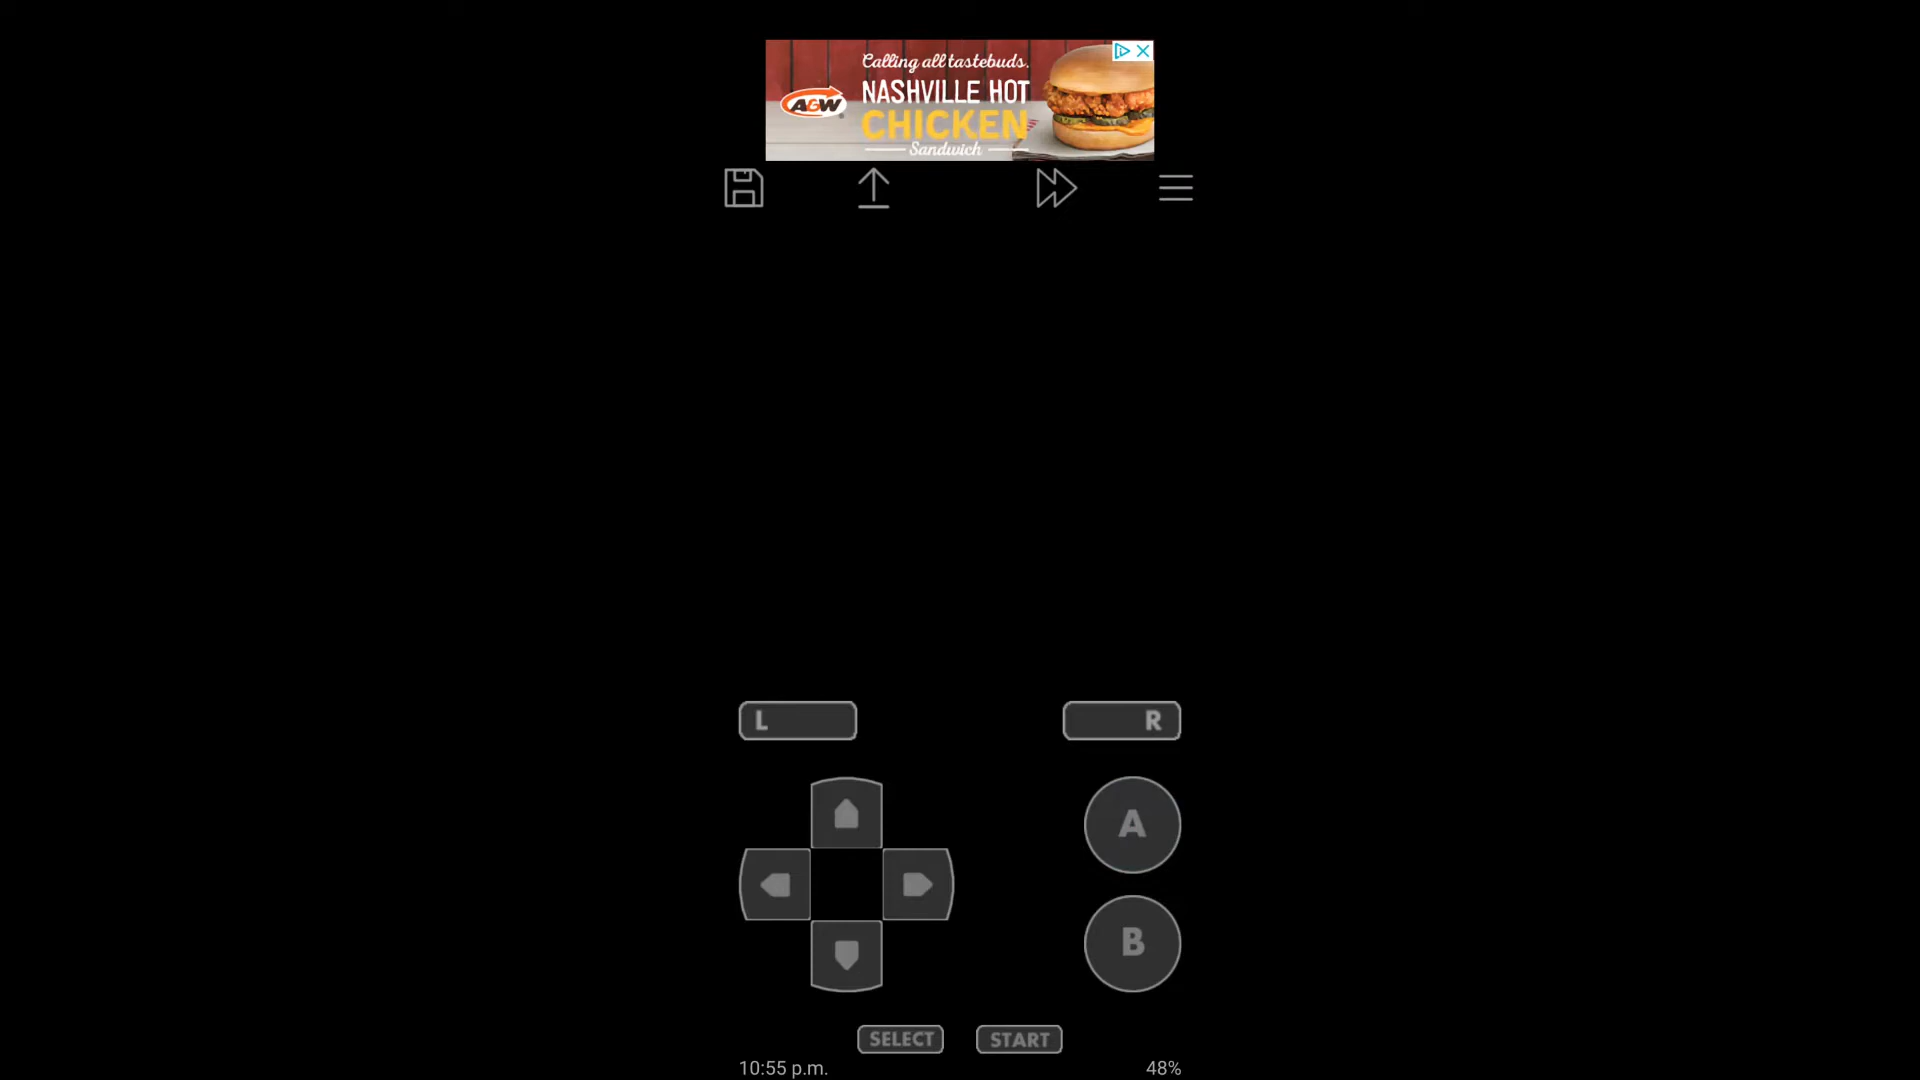 Calling all tastebuds.
A&W
NASHVILLE HOT
CHICKEN
Sandwich
L
R
A
B
SELECT
START
10:55 p.m.
48%